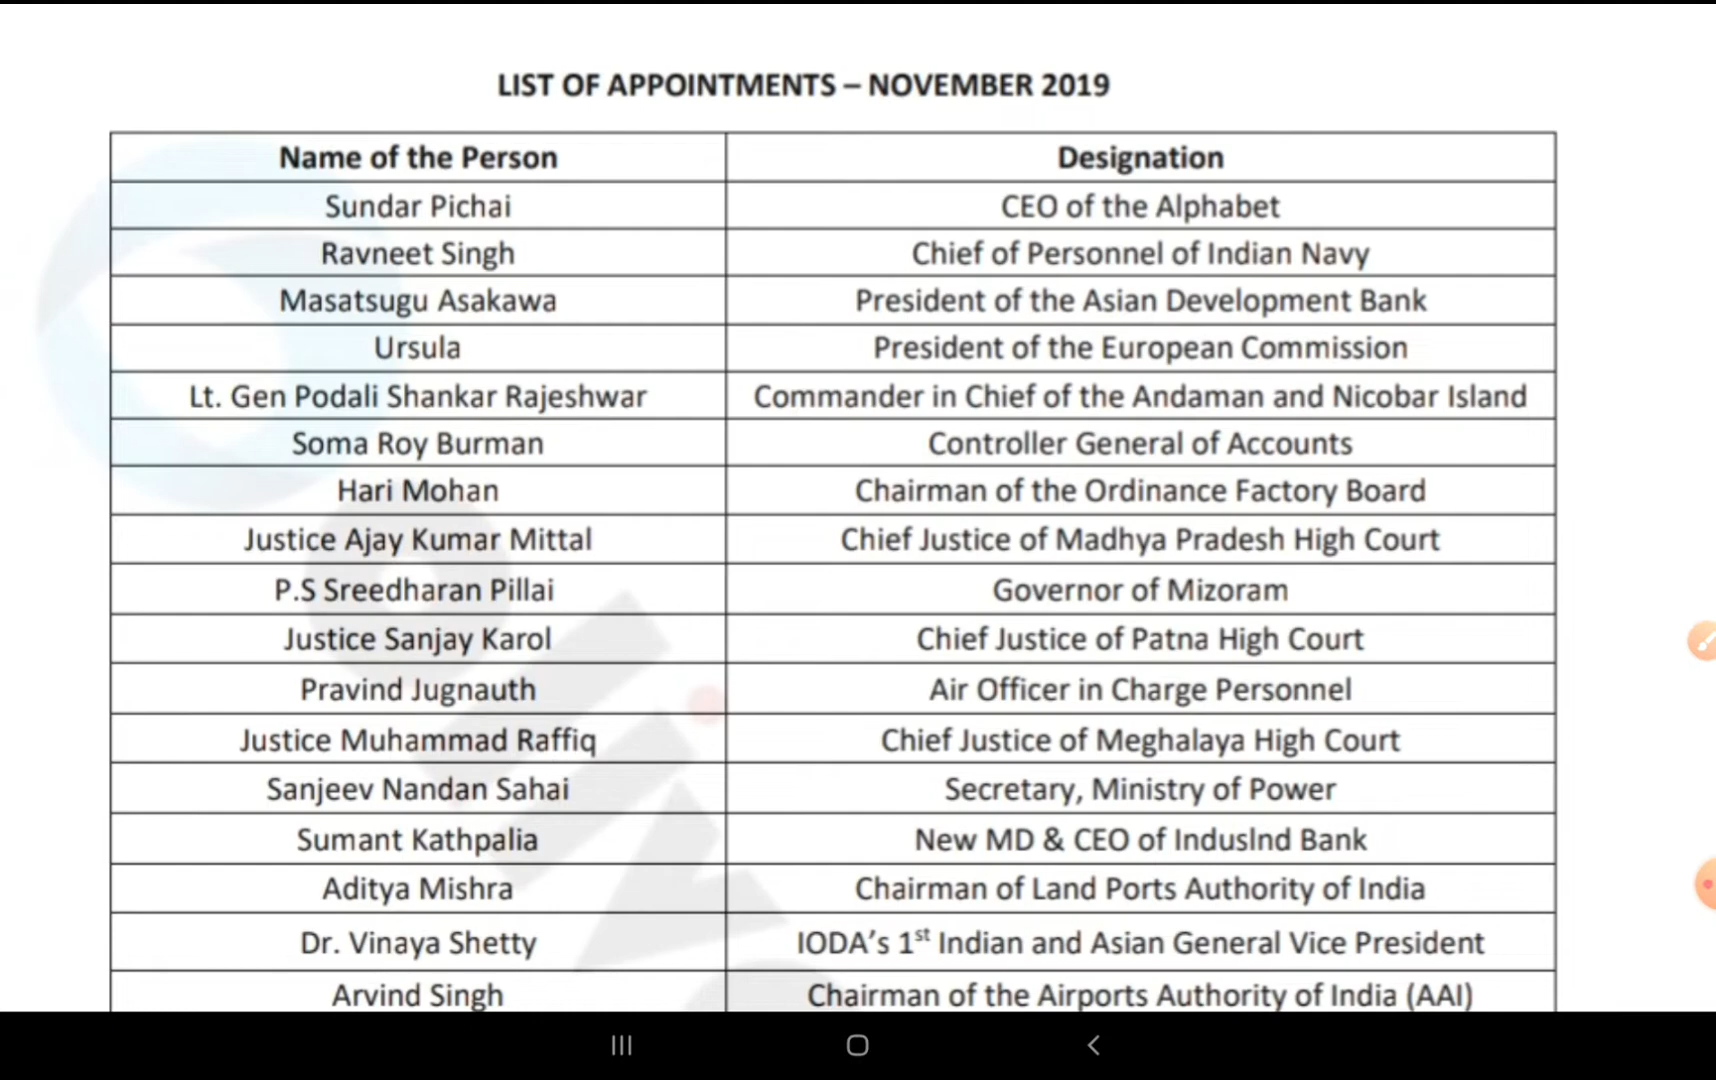 LIST OF APPOINTMENTS – NOVEMBER 2019
Name of the Person Designation
Sundar Pichai CEO of the Alphabet
Ravneet Singh Chief of Personnel of Indian Navy
Masatsugu Asakawa President of the Asian Development Bank
Ursula President of the European Commission
Lt. Gen Podali Shankar Rajeshwar Commander in Chief of the Andaman and Nicobar Island
Soma Roy Burman Controller General of Accounts
Hari Mohan Chairman of the Ordinance Factory Board
Justice Ajay Kumar Mittal Chief Justice of Madhya Pradesh High Court
P.S Sreedharan Pillai Governor of Mizoram
Justice Sanjay Karol Chief Justice of Patna High Court
Pravind Jugnauth Air Officer in Charge Personnel
Justice Muhammad Raffiq Chief Justice of Meghalaya High Court
Sanjeev Nandan Sahai Secretary, Ministry of Power
Sumant Kathpalia New MD & CEO of IndusInd Bank
Aditya Mishra Chairman of Land Ports Authority of India
Dr. Vinaya Shetty IODA's 1st Indian and Asian General Vice President
Arvind Singh Chairman of the Airports Authority of India (AAI)